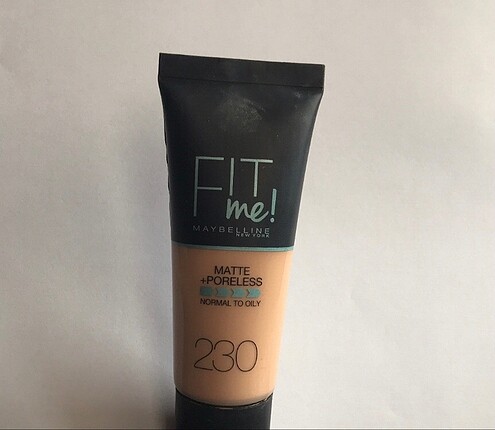 FIT
me!
MAYBELLINE
NEW YORK
MATTE
+PORELESS
NORMAL TO OILY
230